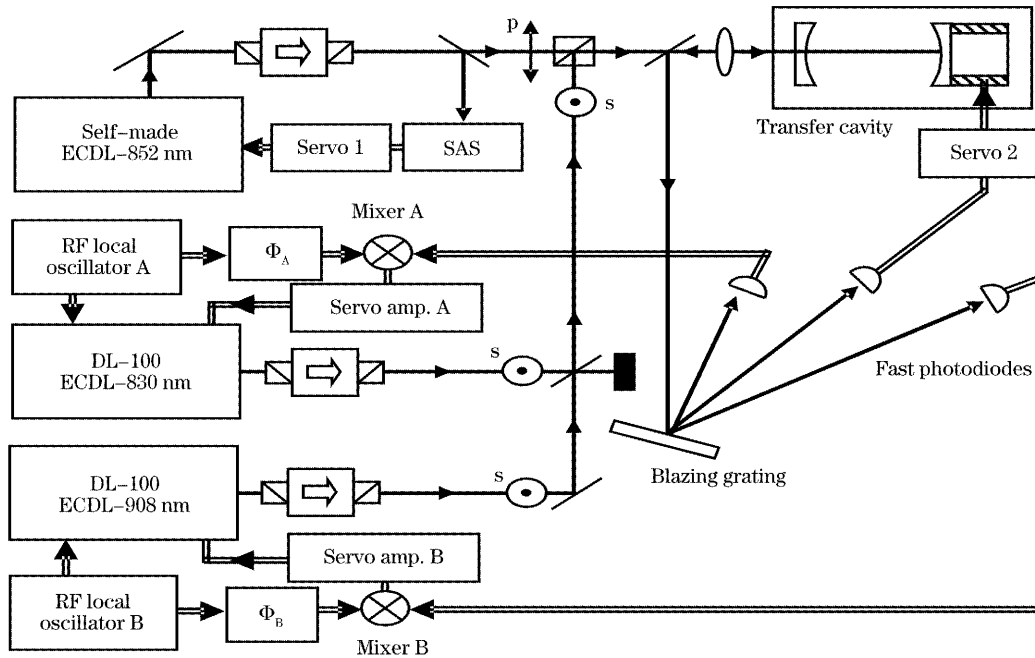 p
s
Self-made
ECDL-852 nm
Servo 1
SAS
Transfer cavity
Servo 2
Mixer A
RF local
oscillator A
Φ_A
Servo amp. A
DL-100
ECDL-830 nm
s
Fast photodiodes
Blazing grating
DL-100
ECDL-908 nm
s
Servo amp. B
RF local
oscillator B
Φ_B
Mixer B